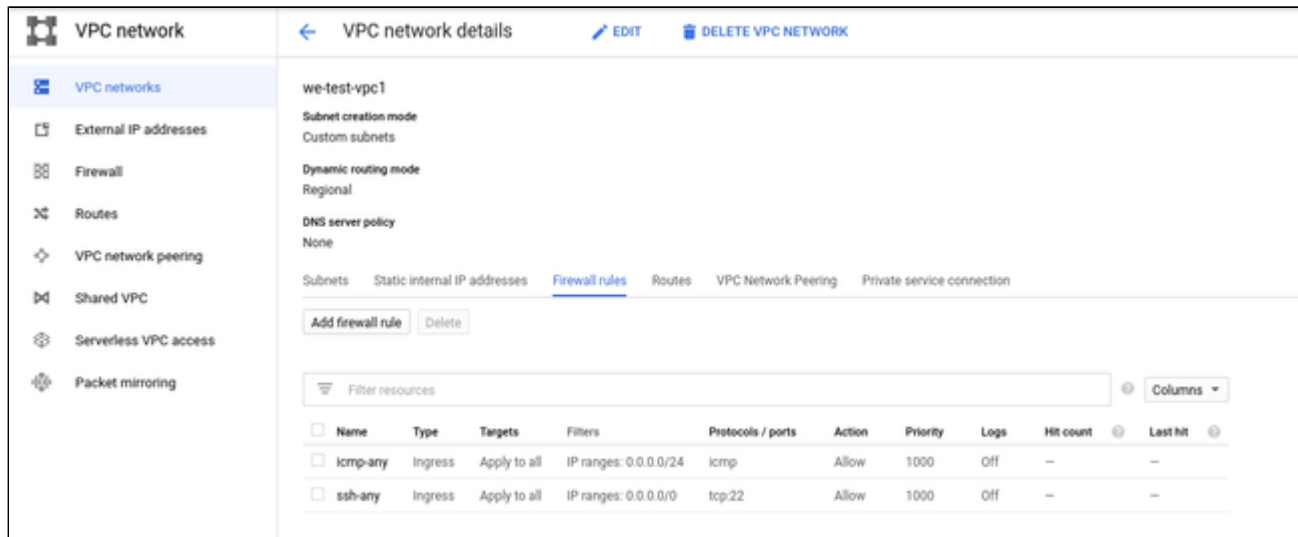 VPC network
VPC network details
EDIT
DELETE VPC NETWORK
VPC networks
External IP addresses
Firewall
Routes
VPC network peering
Shared VPC
Serverless VPC access
Packet mirroring
we-test-vpc1
Subnet creation mode
Custom subnets
Dynamic routing mode
Regional
DNS server policy
None
Subnets Static internal IP addresses Firewall rules Routes VPC Network Peering Private service connection
Add firewall rule Delete
Filter resources Columns
Name Type Targets Filters Protocols / ports Action Priority Logs Hit count Last hit
icmp-any Ingress Apply to all IP ranges: 0.0.0.0/24 icmp Allow 1000 Off — —
ssh-any Ingress Apply to all IP ranges: 0.0.0.0/0 tcp:22 Allow 1000 Off — —